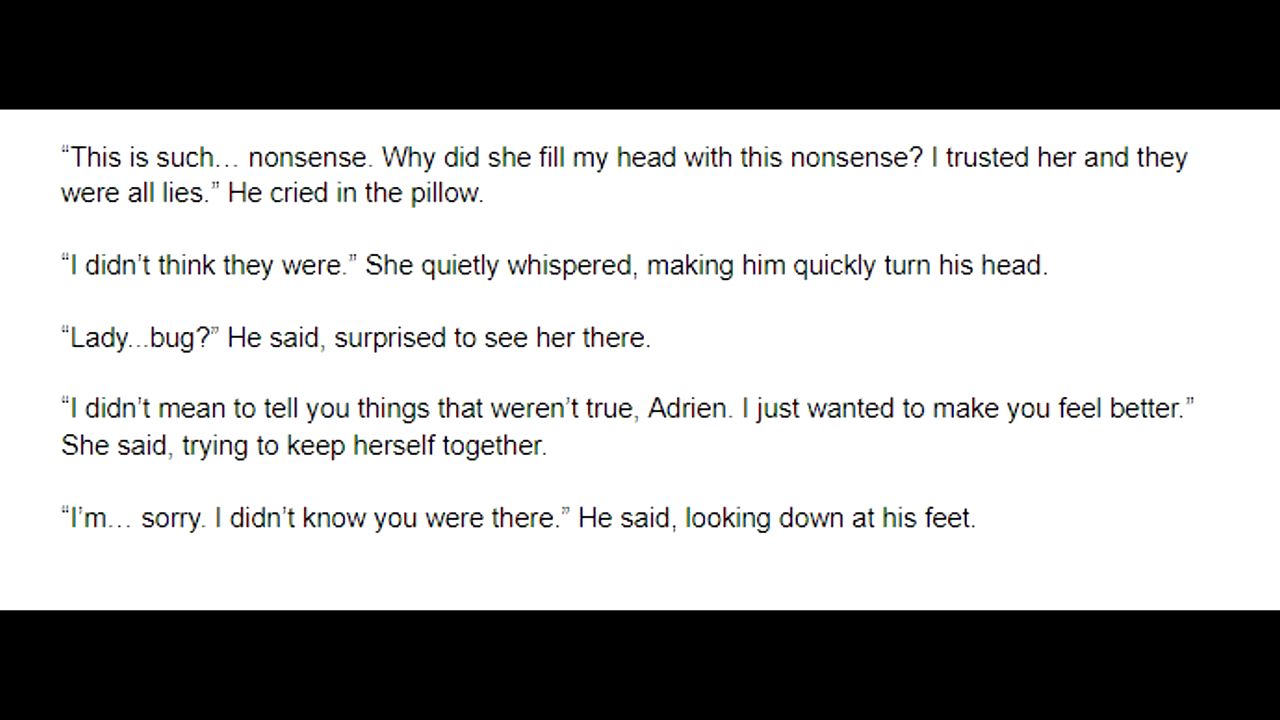 “This is such… nonsense. Why did she fill my head with this nonsense? I trusted her and they
were all lies.” He cried in the pillow.
“I didn’t think they were.” She quietly whispered, making him quickly turn his head.
“Lady…bug?” He said, surprised to see her there.
“I didn’t mean to tell you things that weren’t true, Adrien. I just wanted to make you feel better.”
She said, trying to keep herself together.
“I’m… sorry. I didn’t know you were there.” He said, looking down at his feet.